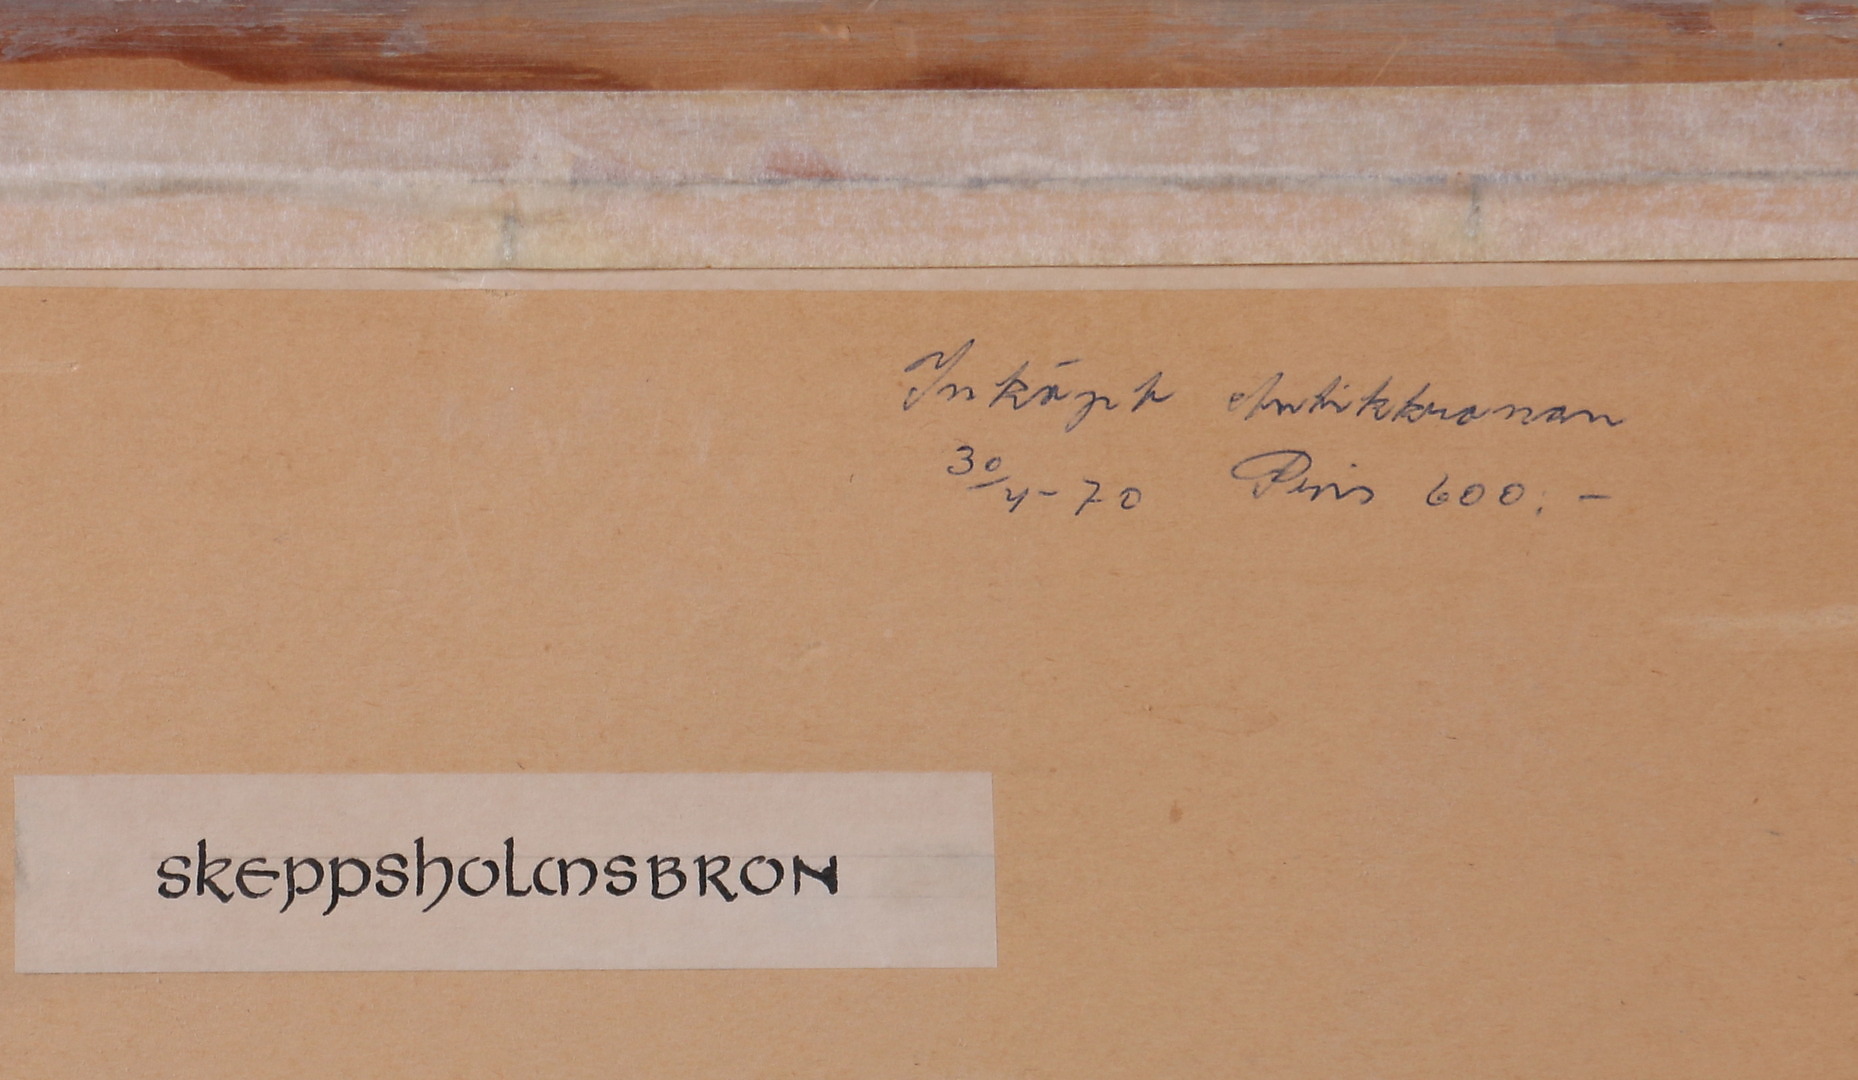 Inköpt Antikkronan
30/4-70 Pris 600:-
skeppsholmsBRON